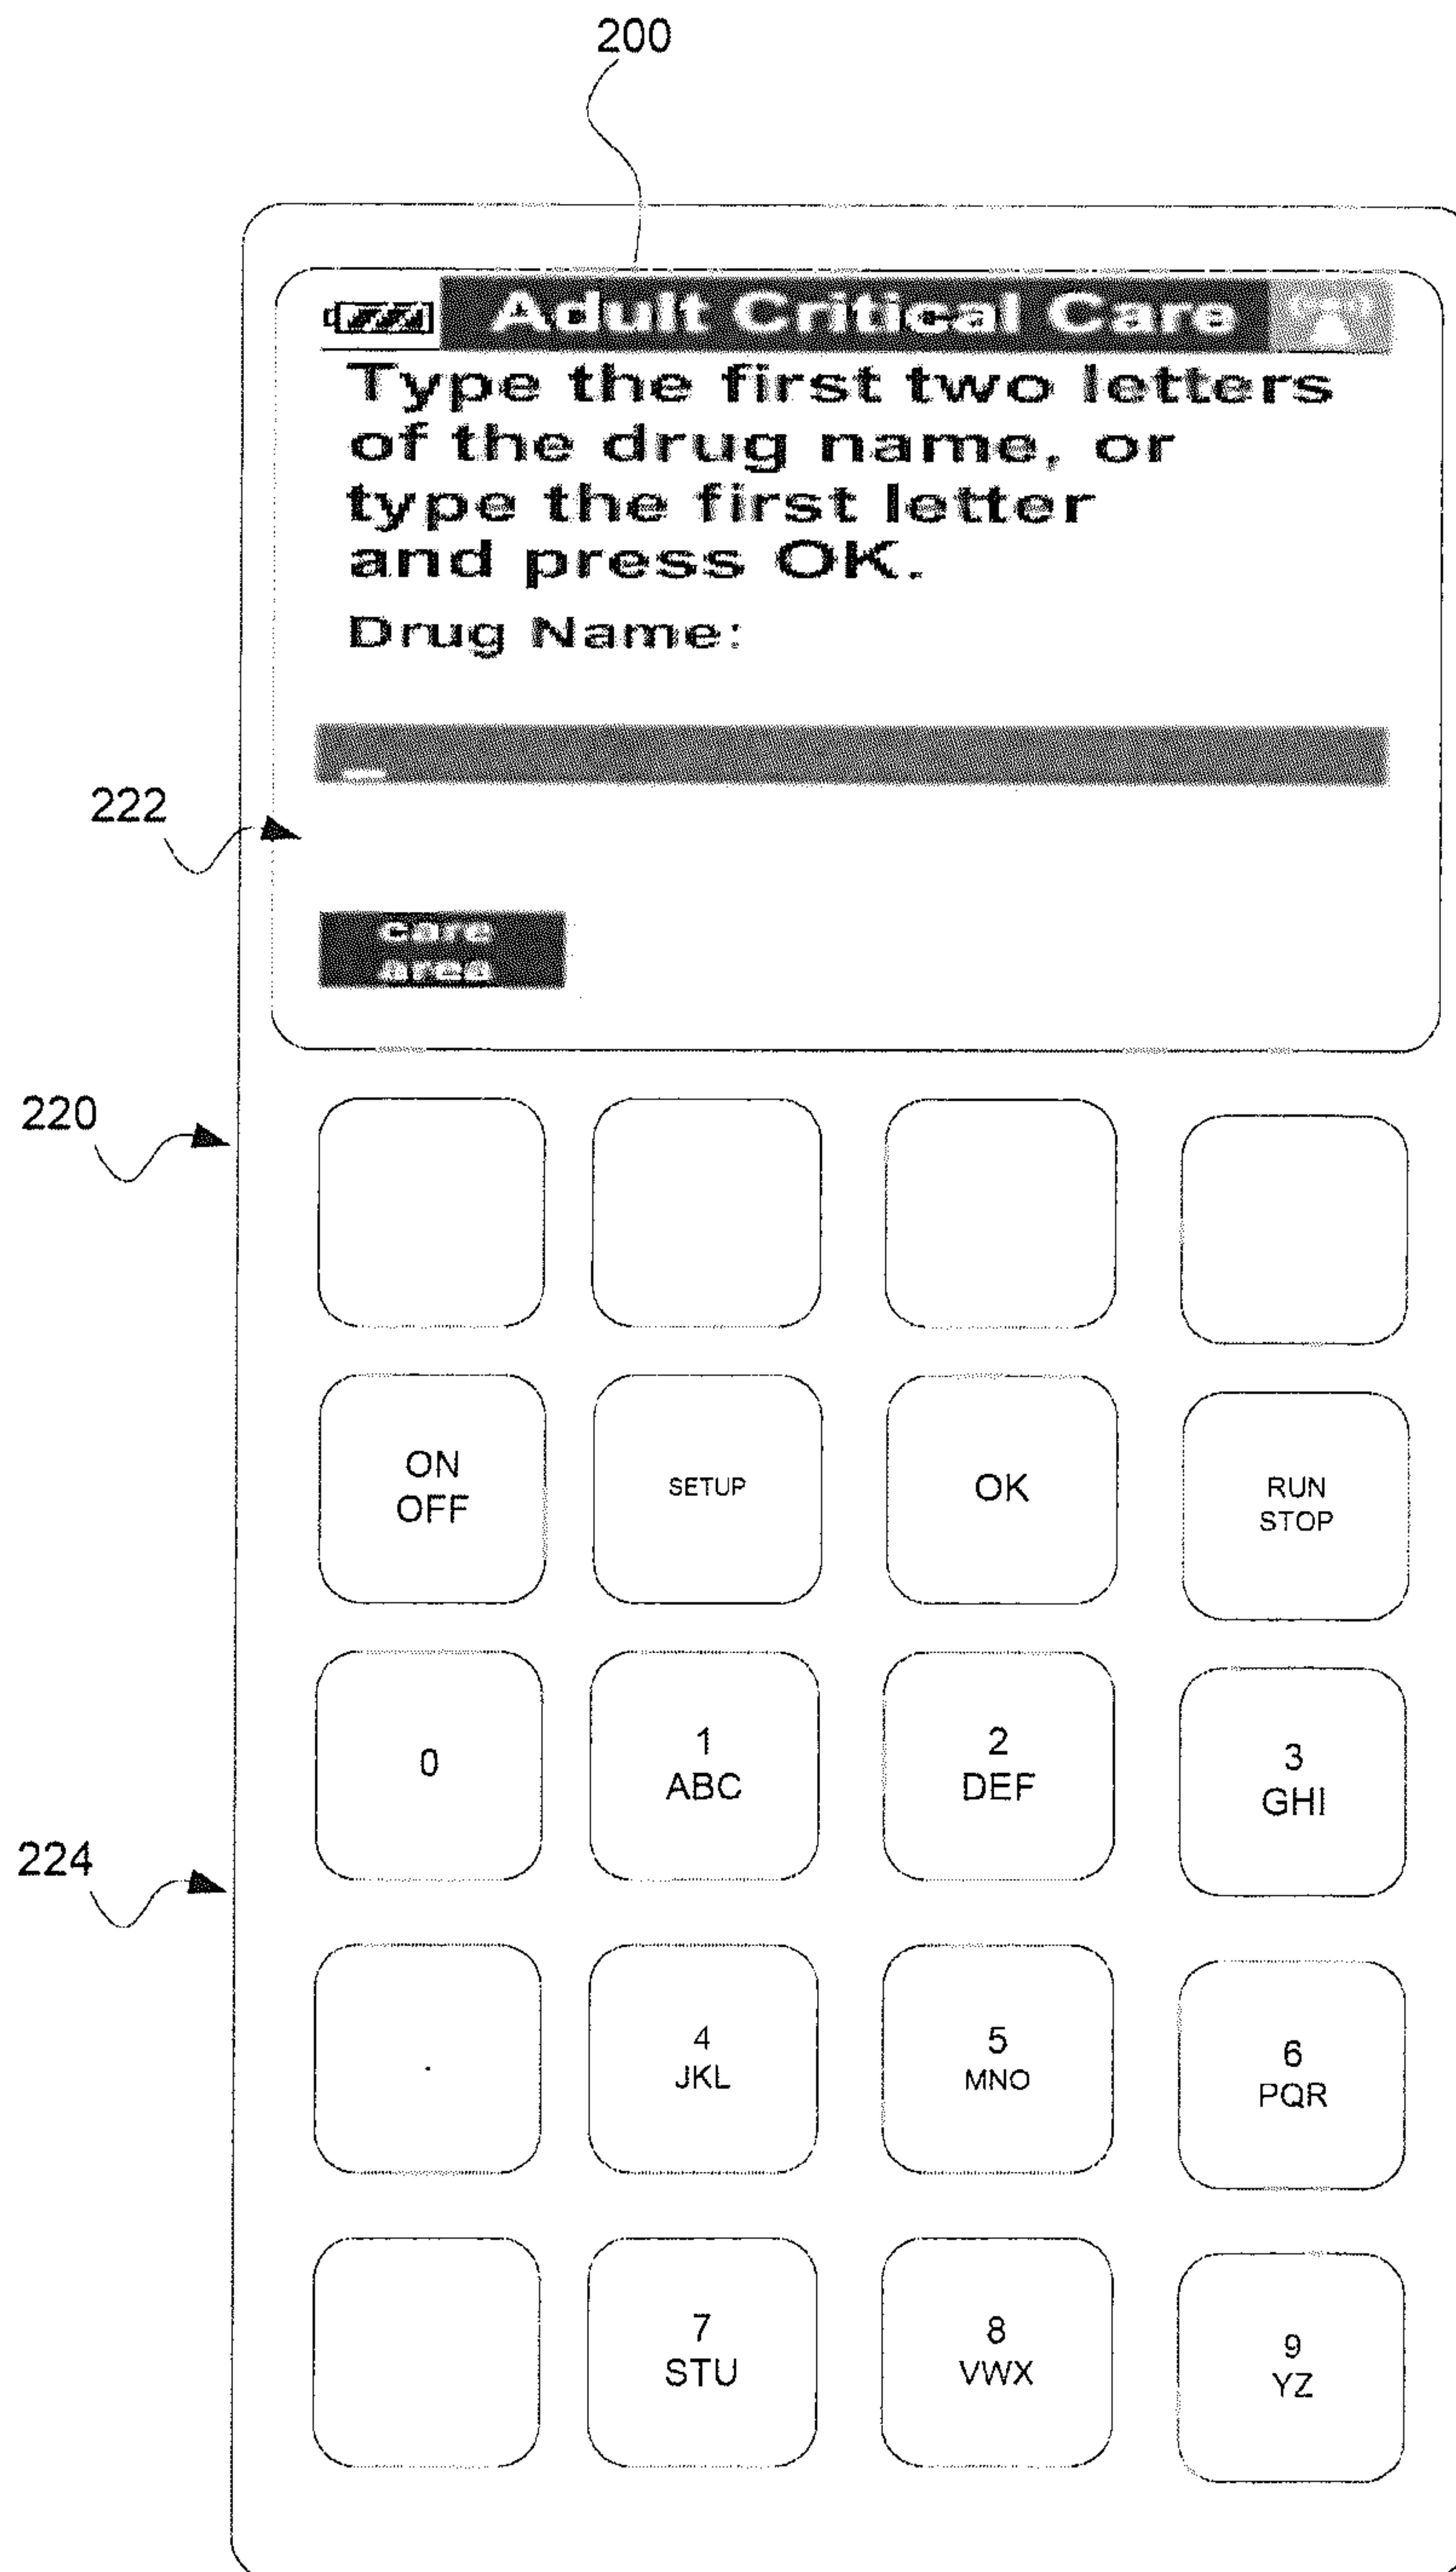 200
Adult Critical Care
Type the first two letters
of the drug name, or
type the first letter
and press OK.
Drug Name:
222
care
area
220
ON
OFF
SETUP
OK
RUN
STOP
0
1
ABC
2
DEF
3
GHI
224
.
4
JKL
5
MNO
6
PQR
7
STU
8
VWX
9
YZ